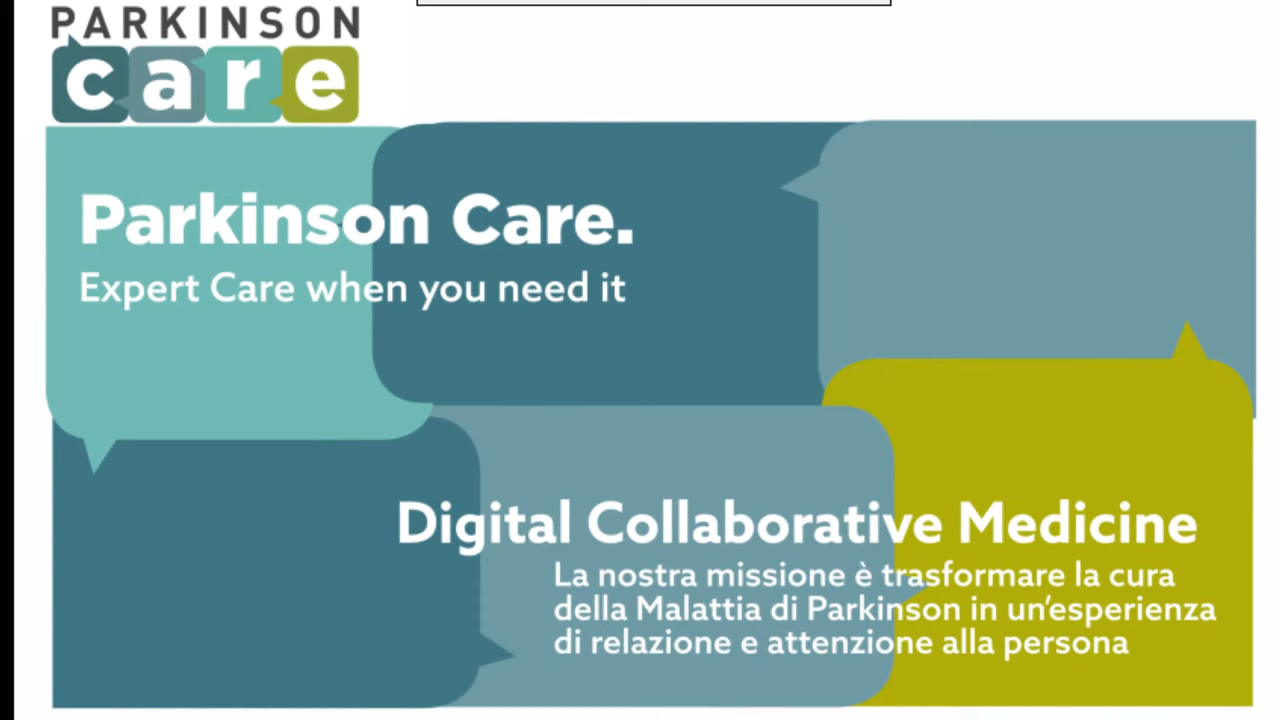 PARKINSON
care
Parkinson Care.
Expert Care when you need it
Digital Collaborative Medicine
La nostra missione è trasformare la cura
della Malattia di Parkinson in un'esperienza
di relazione e attenzione alla persona